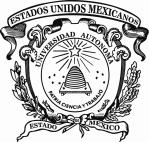 ESTADOS UNIDOS MEXICANOS
UNIVERSIDAD AUTONOMA
PATRIA CIENCIA Y TRABAJO
ESTADO MEXICO